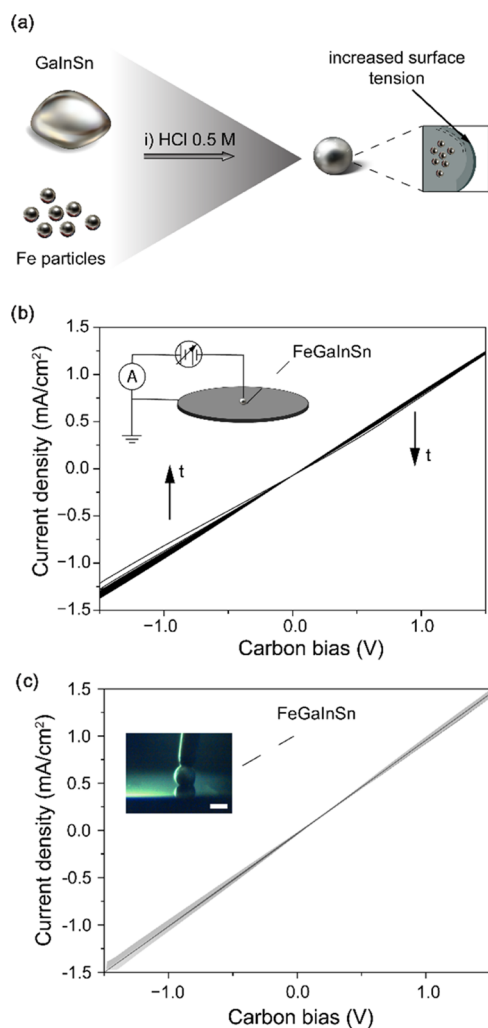 (a)
GaInSn
increased surface
tension
i) HCl 0.5 M
Fe particles
(b)
1.5
1.0
0.5
0.0
−0.5
−1.0
−1.5
Current density (mA/cm²)
A
FeGaInSn
t
t
−1.0
0.0
1.0
Carbon bias (V)
(c)
1.5
1.0
0.5
0.0
-0.5
-1.0
-1.5
Current density (mA/cm²)
FeGaInSn
-1.0
0.0
1.0
Carbon bias (V)